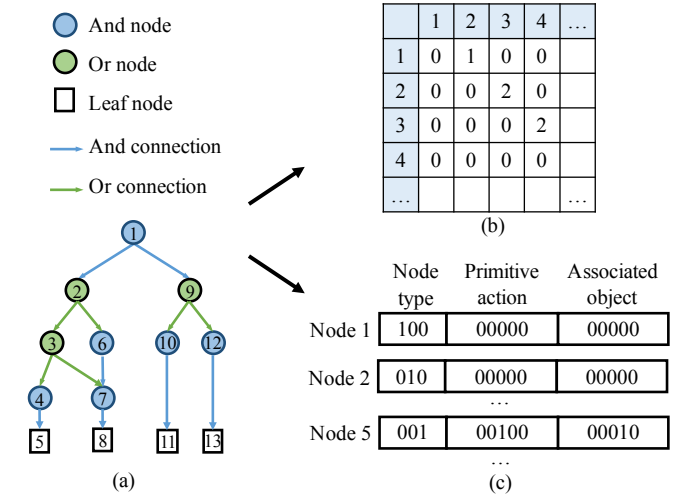 And node
Or node
Leaf node
And connection
Or connection
1
2 9
3 6 10 12
4 7
5 8 11 13
(a)
1 2 3 4 ...
1 0 1 0 0
2 0 0 2 0
3 0 0 0 2
4 0 0 0 0
... ...
(b)
Node type Primitive action Associated object
Node 1 100 00000 00000
Node 2 010 00000 00000
...
Node 5 001 00100 00010
...
(c)